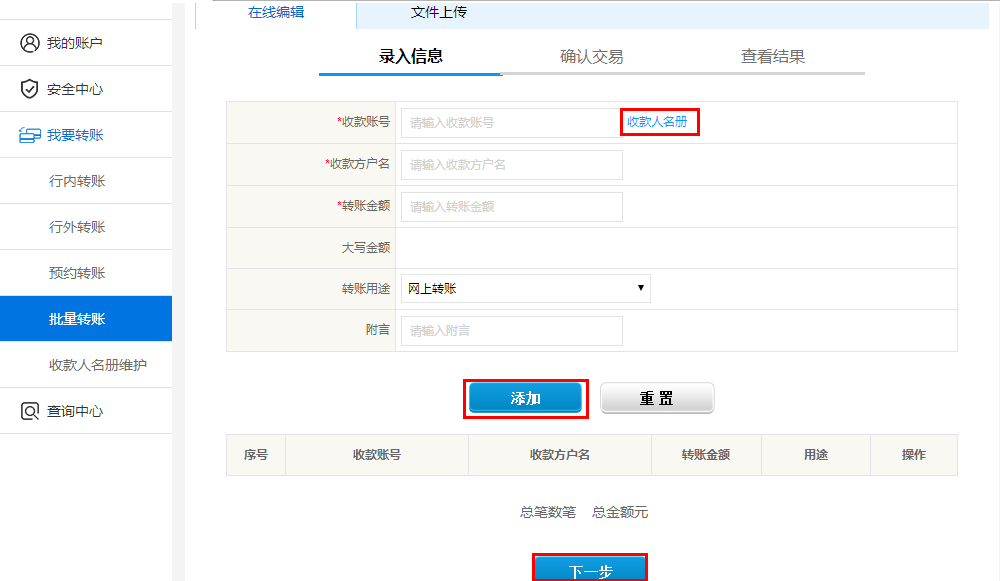 在线编辑 文件上传
我的账户
安全中心
我要转账
行内转账
行外转账
预约转账
批量转账
收款人名册维护
查询中心
录入信息 确认交易 查看结果
*收款账号 请输入收款账号 收款人名册
*收款方户名 请输入收款方户名
*转账金额 请输入转账金额
大写金额
转账用途 网上转账
附言 请输入附言
添加 重置
序号 收款账号 收款方户名 转账金额 用途 操作
总笔数笔 总金额元
下一步